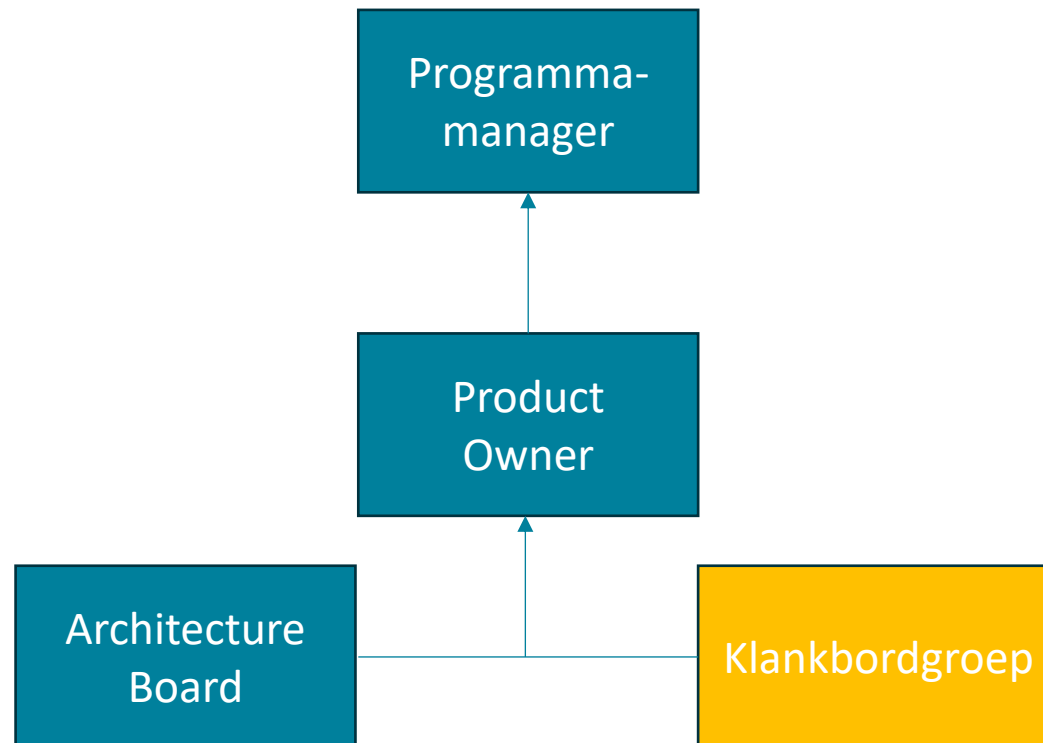 Programma-
manager
Product
Owner
Architecture
Board
Klankbordgroep